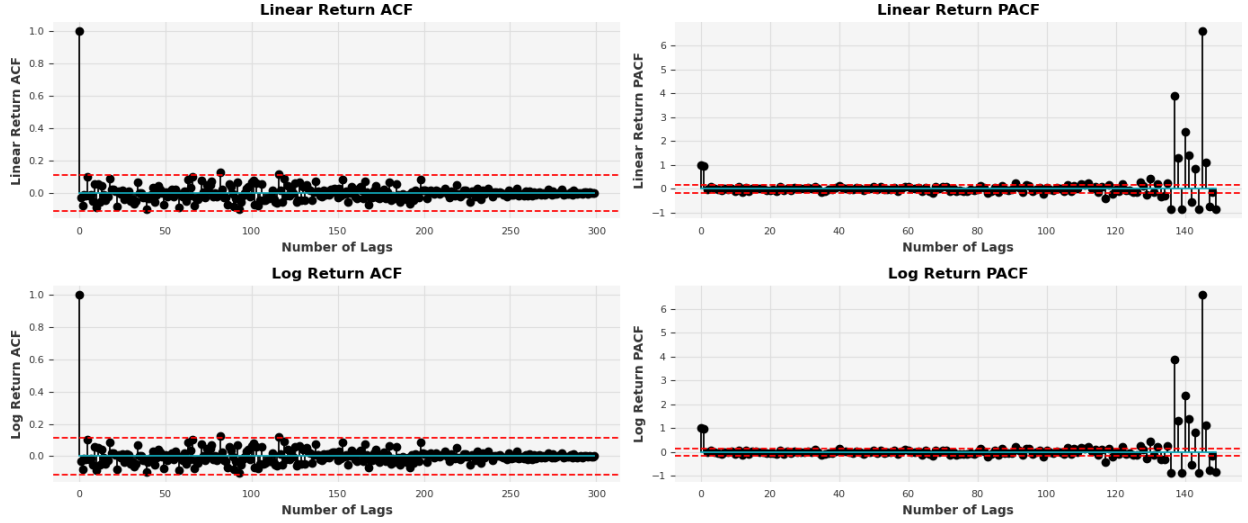 Linear Return ACF
Linear Return ACF
1.0
0.8
0.6
0.4
0.2
0.0
0 50 100 150 200 250 300
Number of Lags
Linear Return PACF
Linear Return PACF
6
5
4
3
2
1
0
−1
0 20 40 60 80 100 120 140
Number of Lags
Log Return ACF
Log Return ACF
1.0
0.8
0.6
0.4
0.2
0.0
0 50 100 150 200 250 300
Number of Lags
Log Return PACF
Log Return PACF
6
5
4
3
2
1
0
−1
0 20 40 60 80 100 120 140
Number of Lags